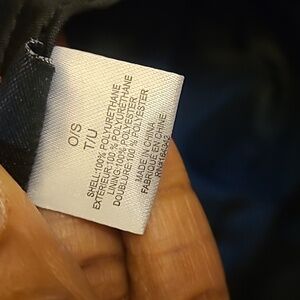 O/S
T/U
SHELL:100% POLYURETHANE
EXTERIEUR:100 % POLYURETHANE
LINING:100% POLYESTER
DOUBLURE:100 % POLYESTER
MADE IN CHINA
FABRIQUÉ EN CHINE